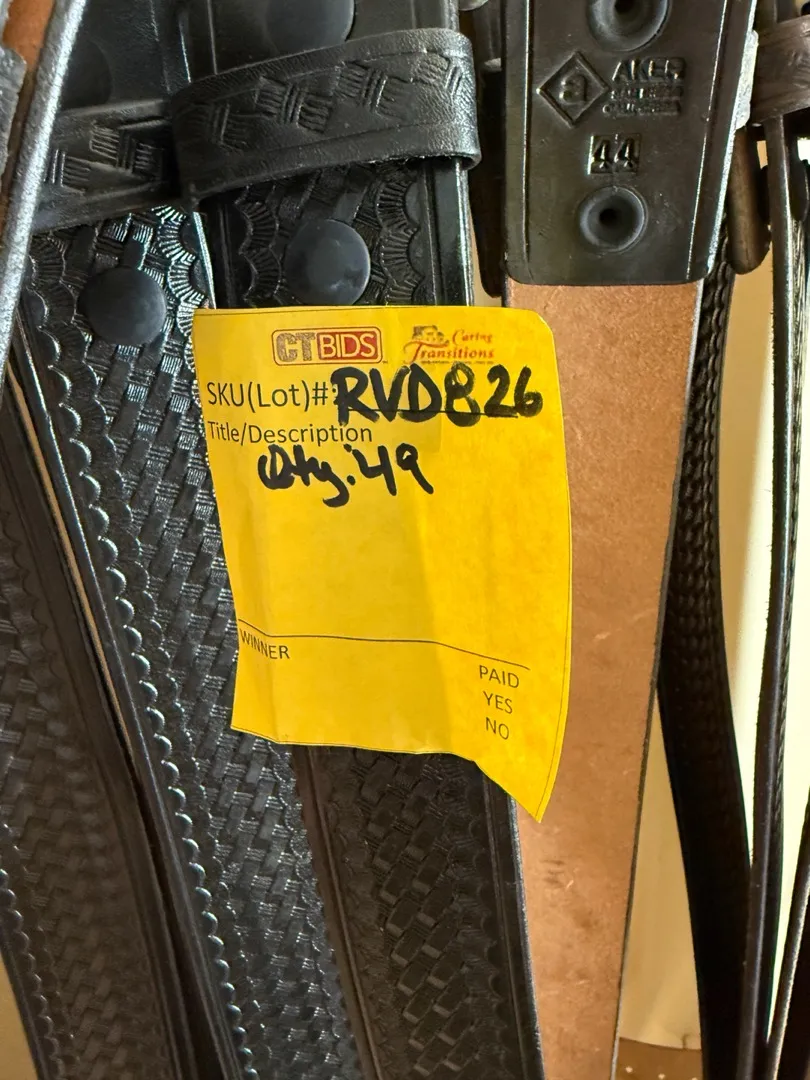 a
AKER
44
CTBIDS
Caring
Transitions
SKU(Lot)#: RVD826
Title/Description
Qty. 49
WINNER
PAID
YES
NO